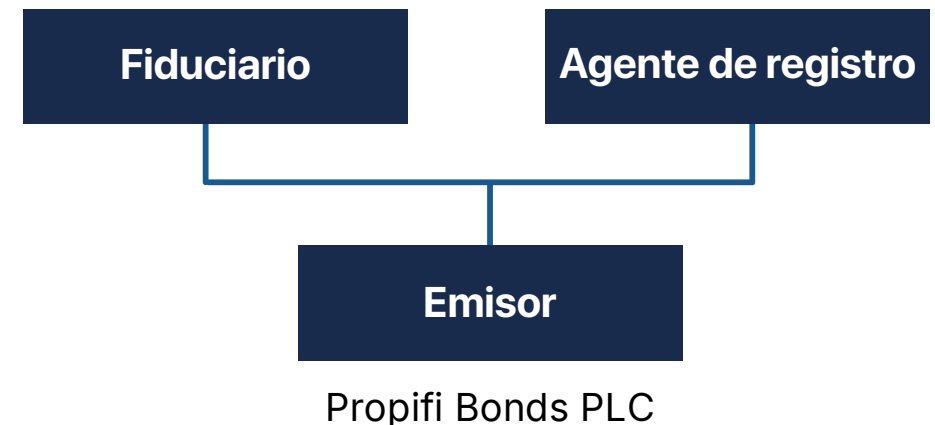 Fiduciario
Agente de registro
Emisor
Propifi Bonds PLC